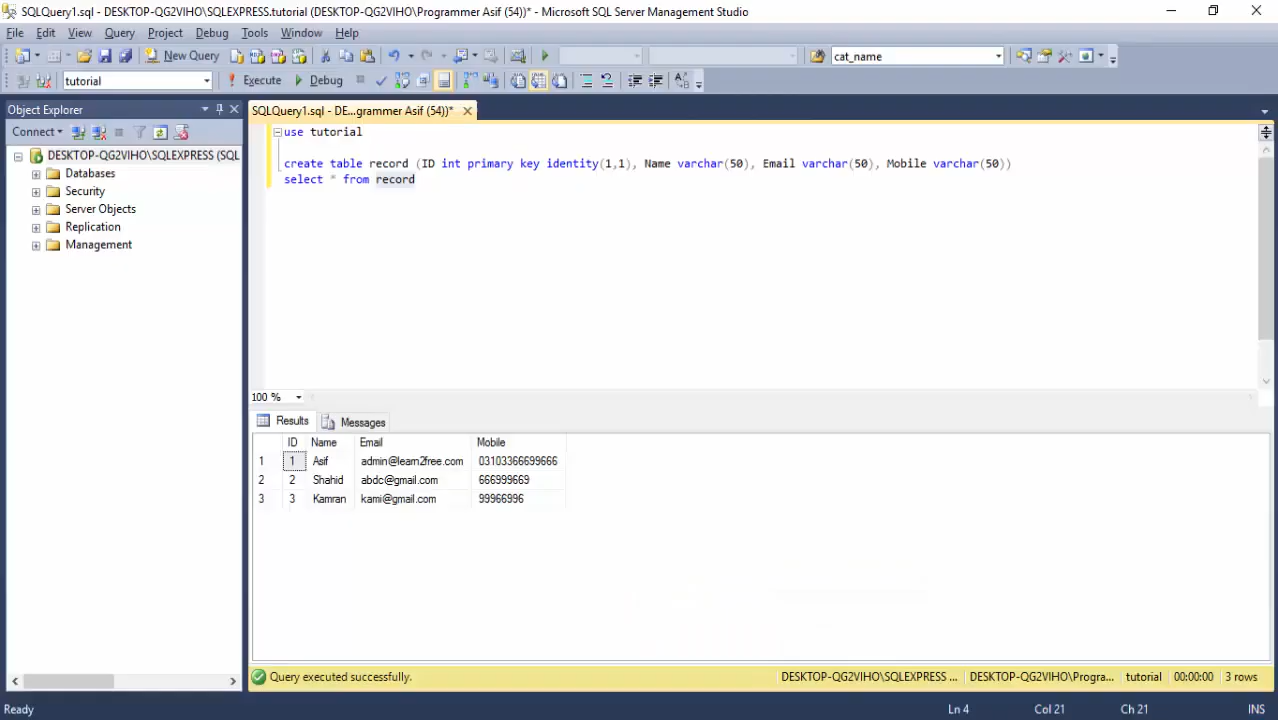 SQLQuery1.sql - DESKTOP-QG2VIHO\SQLEXPRESS.tutorial (DESKTOP-QG2VIHO\Programmer Asif (54))* - Microsoft SQL Server Management Studio
File Edit View Query Project Debug Tools Window Help
New Query cat_name
tutorial Execute Debug
Object Explorer
Connect
DESKTOP-QG2VIHO\SQLEXPRESS (SQL
Databases
Security
Server Objects
Replication
Management
SQLQuery1.sql - DE...grammer Asif (54))*
use tutorial
create table record (ID int primary key identity(1,1), Name varchar(50), Email varchar(50), Mobile varchar(50))
select * from record
100 %
Results Messages
ID Name Email Mobile
1 1 Asif admin@learn2free.com 03103366699666
2 2 Shahid abdc@gmail.com 666999669
3 3 Kamran kami@gmail.com 99966996
Query executed successfully. DESKTOP-QG2VIHO\SQLEXPRESS ... DESKTOP-QG2VIHO\Progra... tutorial 00:00:00 3 rows
Ready Ln 4 Col 21 Ch 21 INS